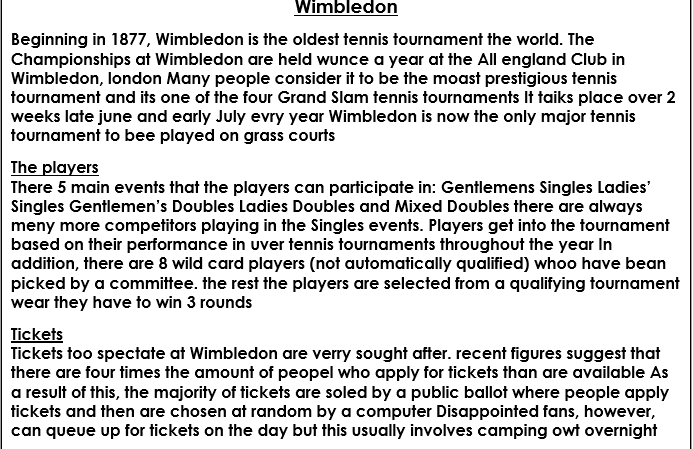 Wimbledon
Beginning in 1877, Wimbledon is the oldest tennis tournament the world. The
Championships at Wimbledon are held wunce a year at the All england Club in
Wimbledon, london Many people consider it to be the moast prestigious tennis
tournament and its one of the four Grand Slam tennis tournaments It taiks place over 2
weeks late june and early July evry year Wimbledon is now the only major tennis
tournament to bee played on grass courts
The players
There 5 main events that the players can participate in: Gentlemens Singles Ladies’
Singles Gentlemen’s Doubles Ladies Doubles and Mixed Doubles there are always
meny more competitors playing in the Singles events. Players get into the tournament
based on their performance in uver tennis tournaments throughout the year In
addition, there are 8 wild card players (not automatically qualified) whoo have bean
picked by a committee. the rest the players are selected from a qualifying tournament
wear they have to win 3 rounds
Tickets
Tickets too spectate at Wimbledon are verry sought after. recent figures suggest that
there are four times the amount of peopel who apply for tickets than are available As
a result of this, the majority of tickets are soled by a public ballot where people apply
tickets and then are chosen at random by a computer Disappointed fans, however,
can queue up for tickets on the day but this usually involves camping owt overnight